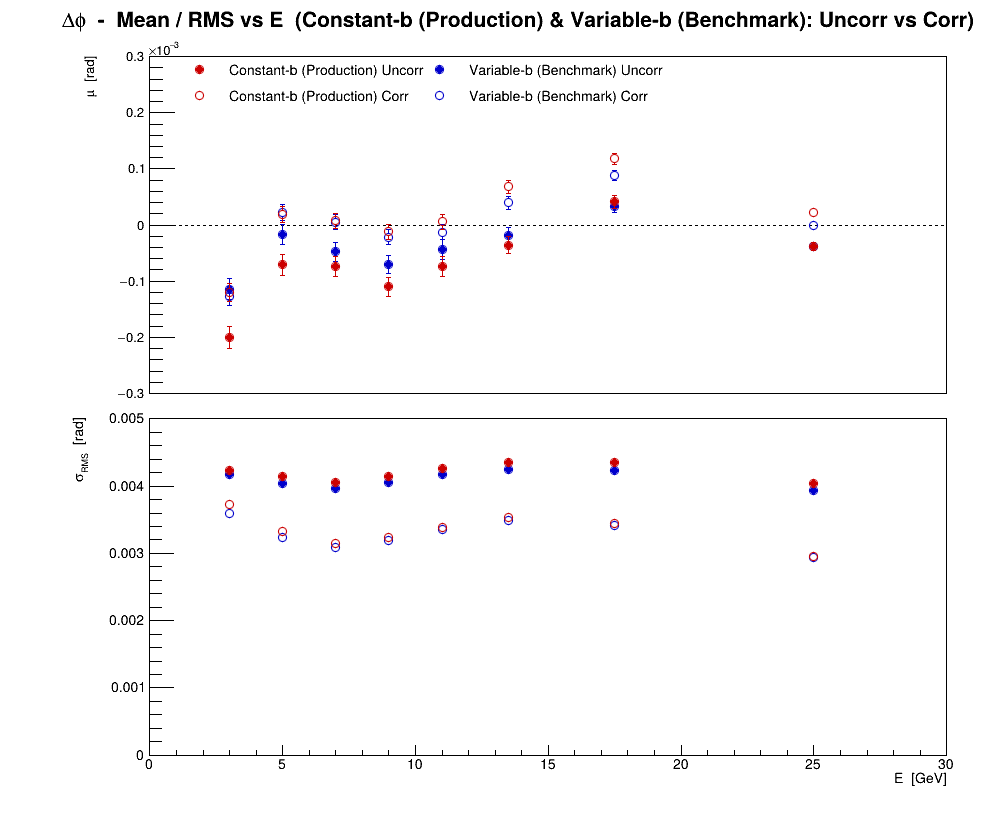 Δϕ - Mean / RMS vs E (Constant-b (Production) & Variable-b (Benchmark): Uncorr vs Corr)
×10⁻³
μ [rad]
0.3
0.2
0.1
0
−0.1
−0.2
−0.3
Constant-b (Production) Uncorr
Variable-b (Benchmark) Uncorr
Constant-b (Production) Corr
Variable-b (Benchmark) Corr
σRMS [rad]
0.005
0.004
0.003
0.002
0.001
0
0 5 10 15 20 25 30
E [GeV]